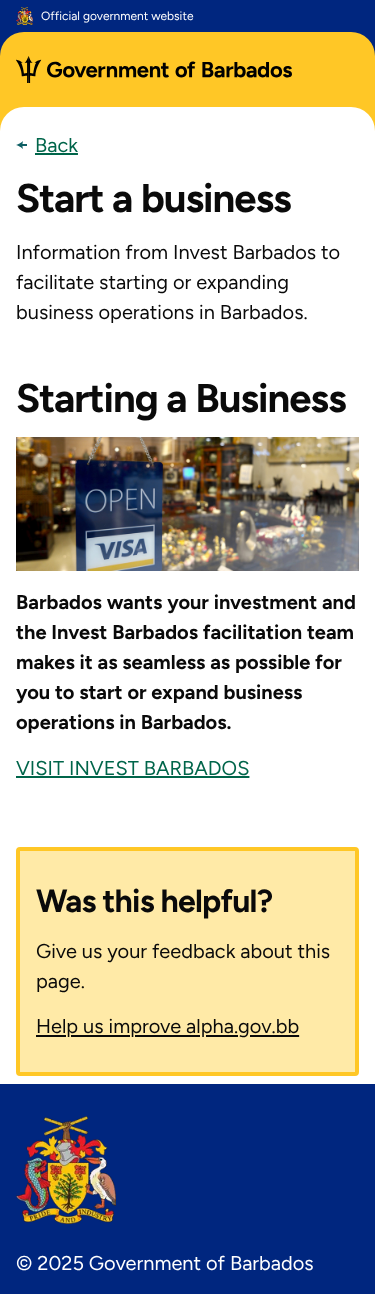 Official government website
Government of Barbados
Back
Start a business
Information from Invest Barbados to
facilitate starting or expanding
business operations in Barbados.
Starting a Business
OPEN
VISA
Barbados wants your investment and
the Invest Barbados facilitation team
makes it as seamless as possible for
you to start or expand business
operations in Barbados.
VISIT INVEST BARBADOS
Was this helpful?
Give us your feedback about this
page.
Help us improve alpha.gov.bb
PRIDE AND INDUSTRY
© 2025 Government of Barbados